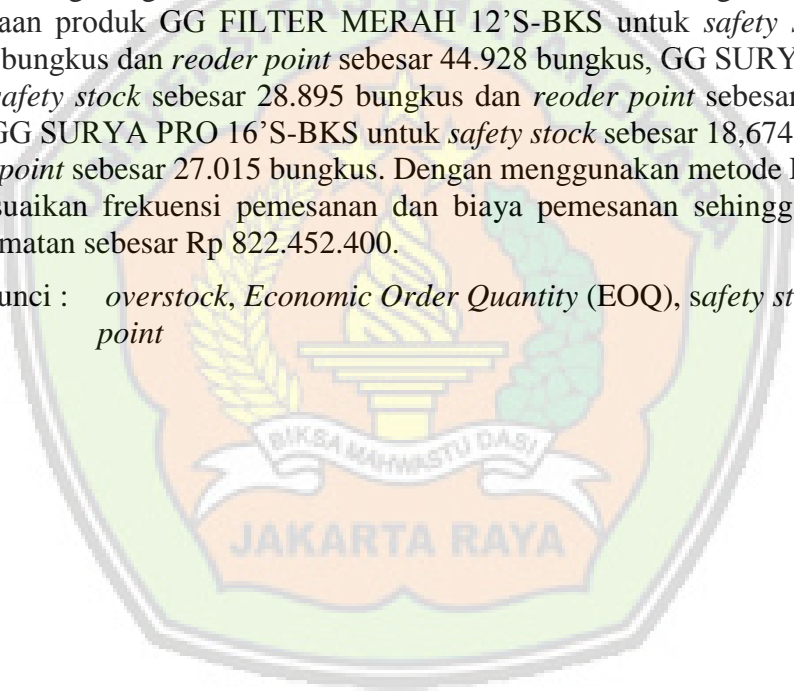 aan produk GG FILTER MERAH 12’S-BKS untuk safety s
bungkus dan reoder point sebesar 44.928 bungkus, GG SURY
afety stock sebesar 28.895 bungkus dan reoder point sebesar
GG SURYA PRO 16’S-BKS untuk safety stock sebesar 18,674
point sebesar 27.015 bungkus. Dengan menggunakan metode
suaikan frekuensi pemesanan dan biaya pemesanan sehingg
matan sebesar Rp 822.452.400.
unci : overstock, Economic Order Quantity (EOQ), safety st
point
BIKSA MAHWASTU DASI
JAKARTA RAYA